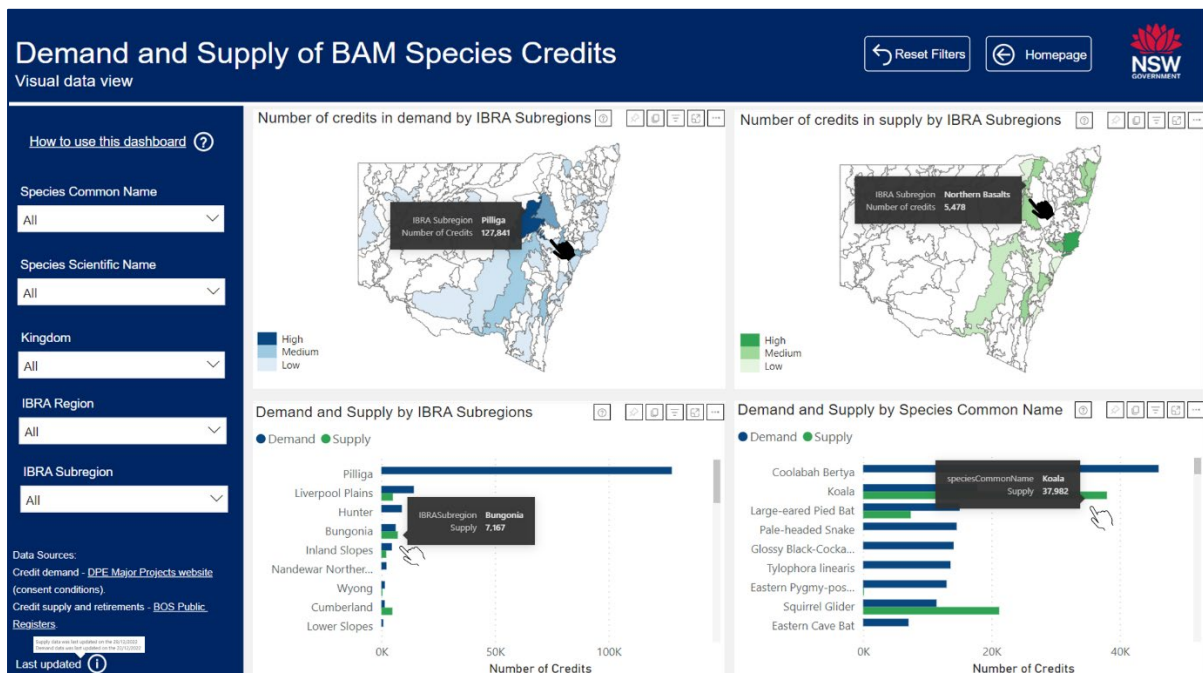 Demand and Supply of BAM Species Credits
Visual data view
Reset Filters
Homepage
NSW
GOVERNMENT
How to use this dashboard
Species Common Name
All
Species Scientific Name
All
Kingdom
All
IBRA Region
All
IBRA Subregion
All
Data Sources:
Credit demand - DPE Major Projects website
(consent conditions).
Credit supply and retirements - BOS Public
Registers.
Last updated
Number of credits in demand by IBRA Subregions
IBRA Subregion Pilliga
Number of Credits 127,841
High
Medium
Low
Number of credits in supply by IBRA Subregions
IBRA Subregion Northern Basalts
Number of credits 5,478
High
Medium
Low
Demand and Supply by IBRA Subregions
Demand Supply
Pilliga
Liverpool Plains
Hunter
Bungonia
Inland Slopes
Nandewar Norther...
Wyong
Cumberland
Lower Slopes
IBRASubregion Bungonia
Supply 7,167
0K 50K 100K
Number of Credits
Demand and Supply by Species Common Name
Demand Supply
Coolabah Bertya
Koala
Large-eared Pied Bat
Pale-headed Snake
Glossy Black-Cocka...
Tylophora linearis
Eastern Pygmy-pos...
Squirrel Glider
Eastern Cave Bat
speciesCommonName Koala
Supply 37,982
0K 20K 40K
Number of Credits